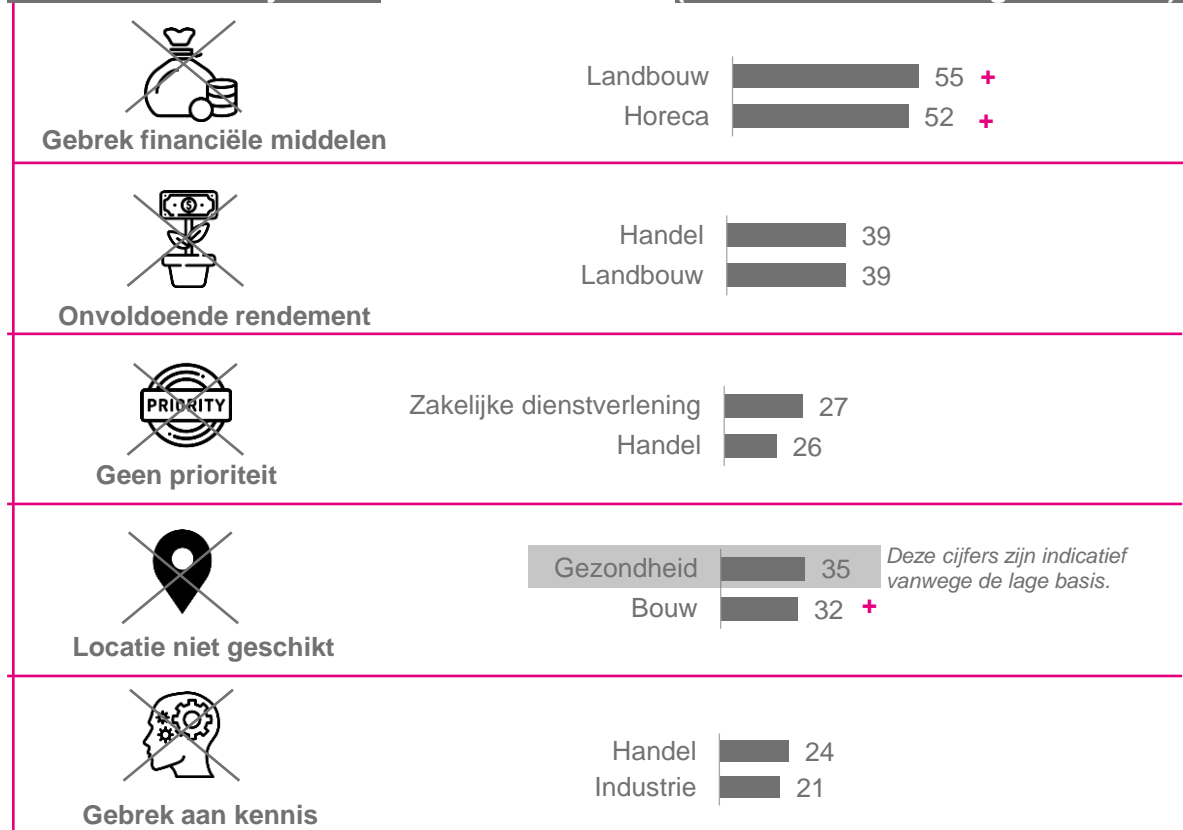 Landbouw 55 +
Horeca 52 +
Gebrek financiële middelen
$
Handel 39
Landbouw 39
Onvoldoende rendement
PRIORITY
Zakelijke dienstverlening 27
Handel 26
Geen prioriteit
Gezondheid 35
Deze cijfers zijn indicatief
vanwege de lage basis.
Bouw 32 +
Locatie niet geschikt
Handel 24
Industrie 21
Gebrek aan kennis